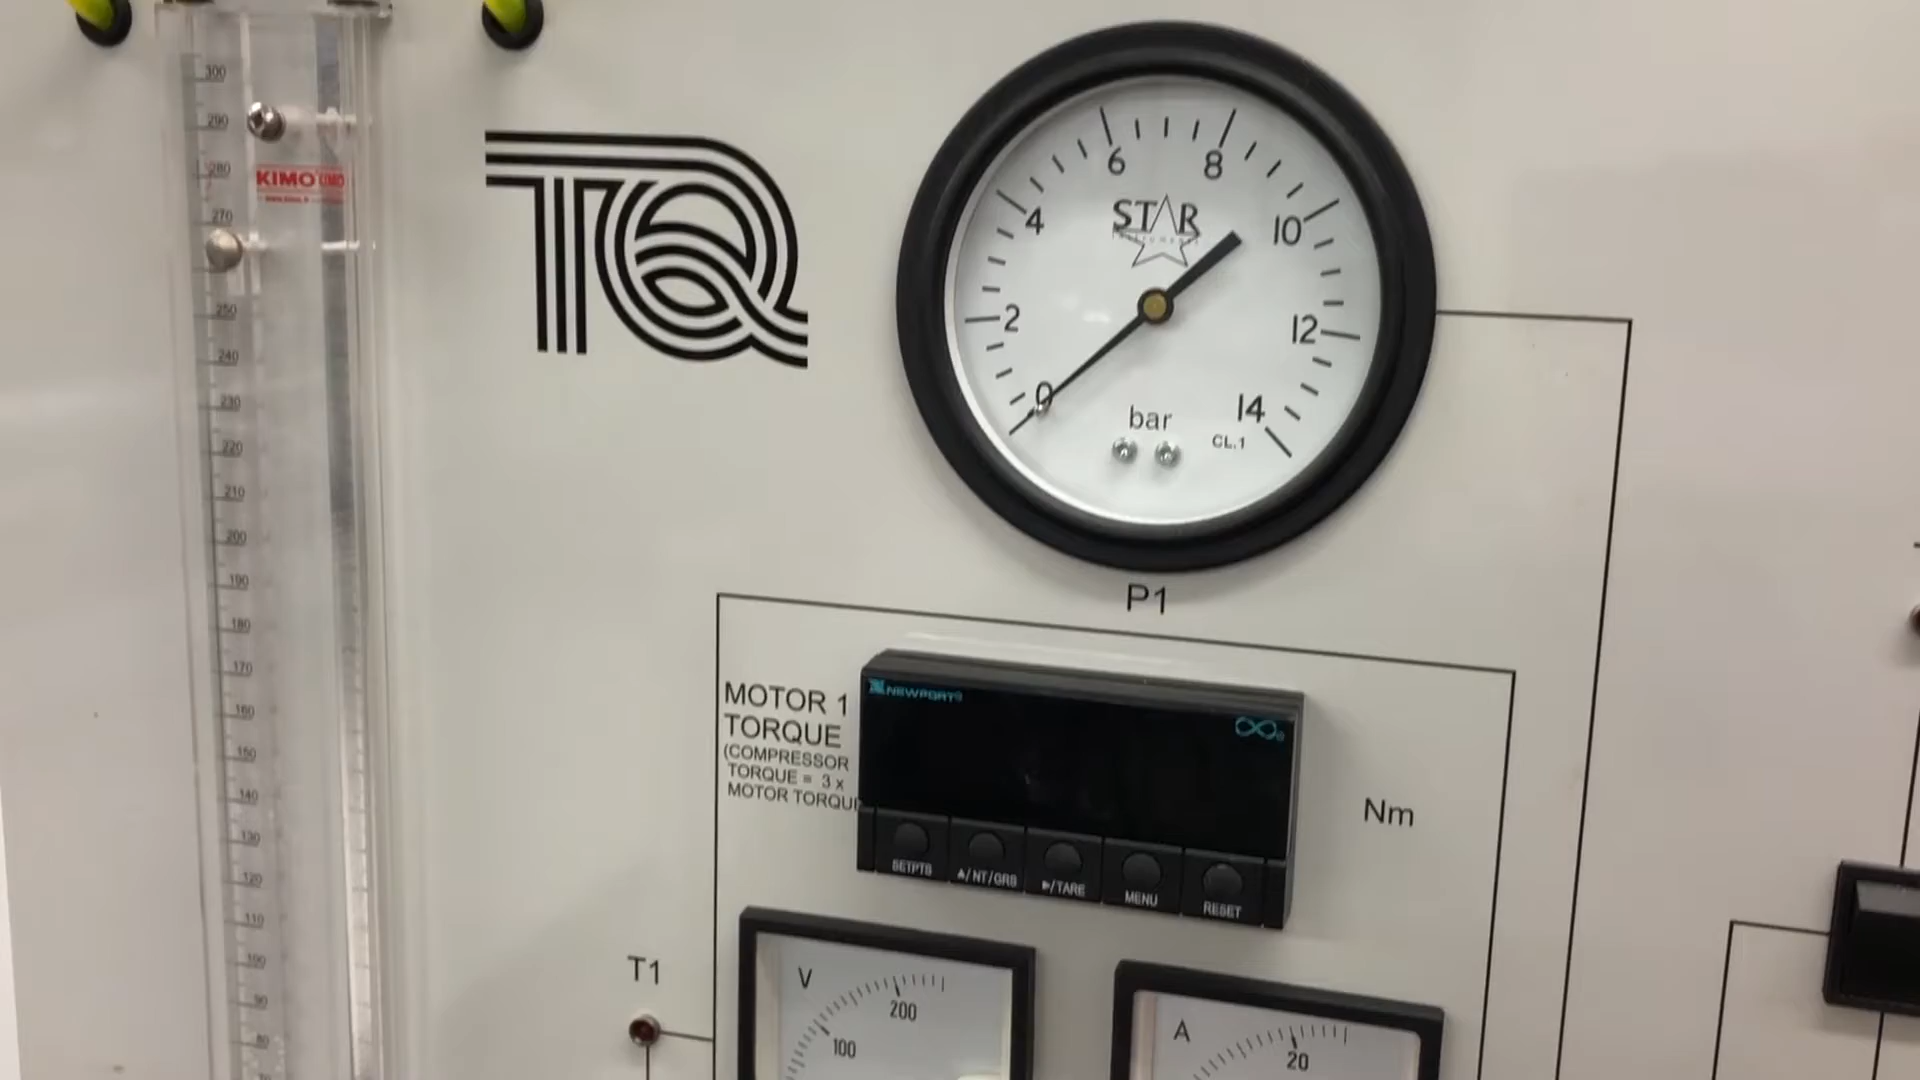 300
290
280
270
250
240
230
220
210
200
190
180
170
160
150
140
130
120
110
100
90
80
KIMO
TQ
0
2
4
6
8
10
12
14
STAR
bar
CL.1
P1
MOTOR 1
TORQUE
(COMPRESSOR
TORQUE = 3 x
MOTOR TORQUE
NEWPORT®
SETPTS
▲/NT/GRS
►/TARE
MENU
RESET
Nm
T1
V
100
200
A
20